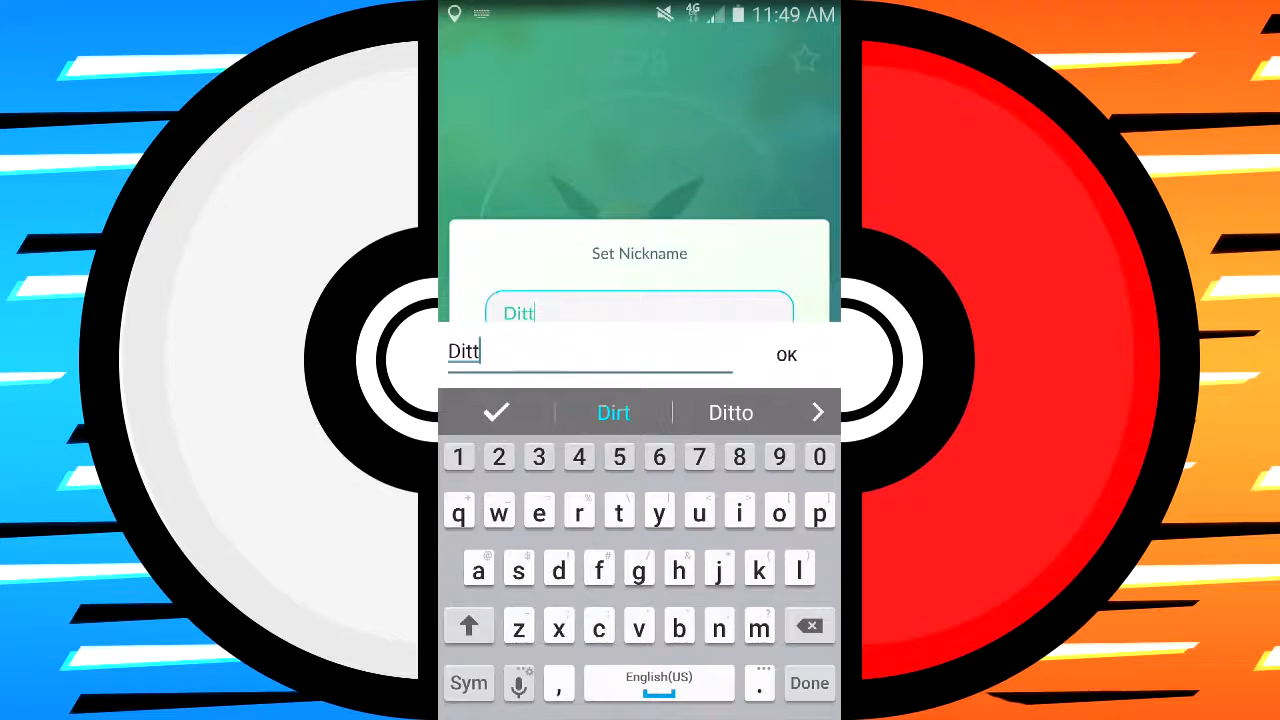 4G 11:49 AM
Set Nickname
Ditt
Ditt OK
Dirt Ditto
1 2 3 4 5 6 7 8 9 0
q w e r t y u i o p
a s d f g h j k l
z x c v b n m
Sym , English(US) . Done